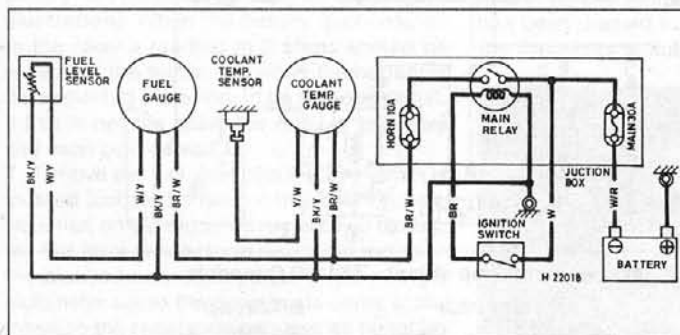 FUEL
LEVEL
SENSOR
FUEL
GAUGE
COOLANT
TEMP.
SENSOR
COOLANT
TEMP
GAUGE
HORN 10A
MAIN
RELAY
MAIN 30A
JUCTION
BOX
BK/Y
W/Y
W/Y
BK/Y
BR/W
Y/W
BK/Y
BR/W
BR/W
BR
W
W/R
IGNITION
SWITCH
− +
BATTERY
H 22018